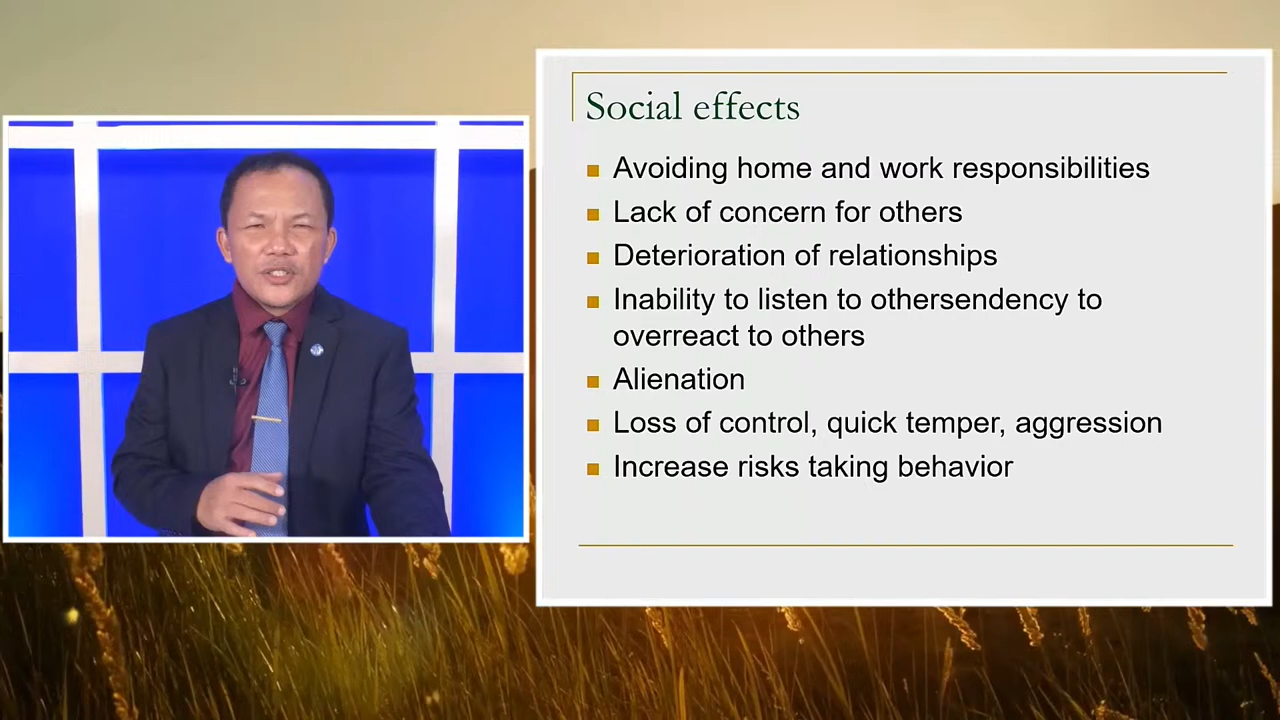 Social effects
Avoiding home and work responsibilities
Lack of concern for others
Deterioration of relationships
Inability to listen to othersendency to
overreact to others
Alienation
Loss of control, quick temper, aggression
Increase risks taking behavior